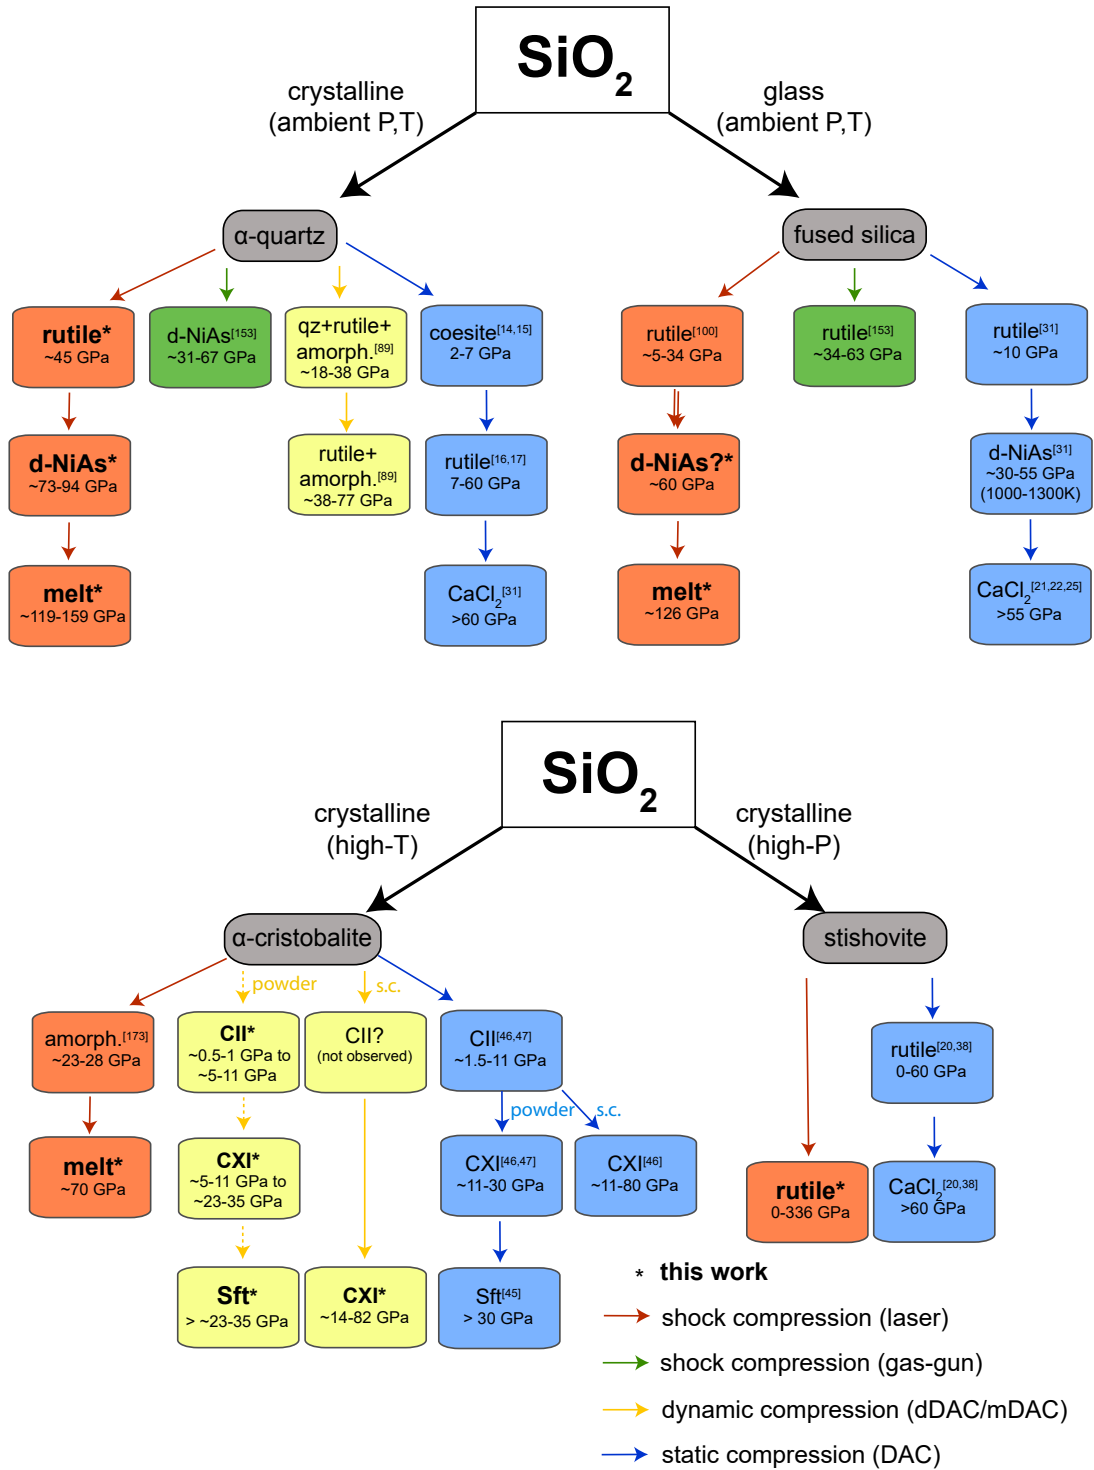 SiO2
crystalline
(ambient P,T)
glass
(ambient P,T)
α-quartz
fused silica
rutile*
~45 GPa
d-NiAs[153]
~31-67 GPa
qz+rutile+
amorph.[89]
~18-38 GPa
coesite[14,15]
2-7 GPa
rutile[100]
~5-34 GPa
rutile[153]
~34-63 GPa
rutile[31]
~10 GPa
d-NiAs*
~73-94 GPa
rutile+
amorph.[89]
~38-77 GPa
rutile[16,17]
7-60 GPa
d-NiAs?*
~60 GPa
d-NiAs[31]
~30-55 GPa
(1000-1300K)
melt*
~119-159 GPa
CaCl2[31]
>60 GPa
melt*
~126 GPa
CaCl2[21,22,25]
>55 GPa
SiO2
crystalline
(high-T)
crystalline
(high-P)
α-cristobalite
stishovite
powder
s.c.
amorph.[173]
~23-28 GPa
CII*
~0.5-1 GPa to
~5-11 GPa
CII?
(not observed)
CII[46,47]
~1.5-11 GPa
rutile[20,38]
0-60 GPa
powder
s.c.
melt*
~70 GPa
CXI*
~5-11 GPa to
~23-35 GPa
CXI[46,47]
~11-30 GPa
CXI[46]
~11-80 GPa
rutile*
0-336 GPa
CaCl2[20,38]
>60 GPa
Sft*
> ~23-35 GPa
CXI*
~14-82 GPa
Sft[45]
> 30 GPa
* this work
shock compression (laser)
shock compression (gas-gun)
dynamic compression (dDAC/mDAC)
static compression (DAC)